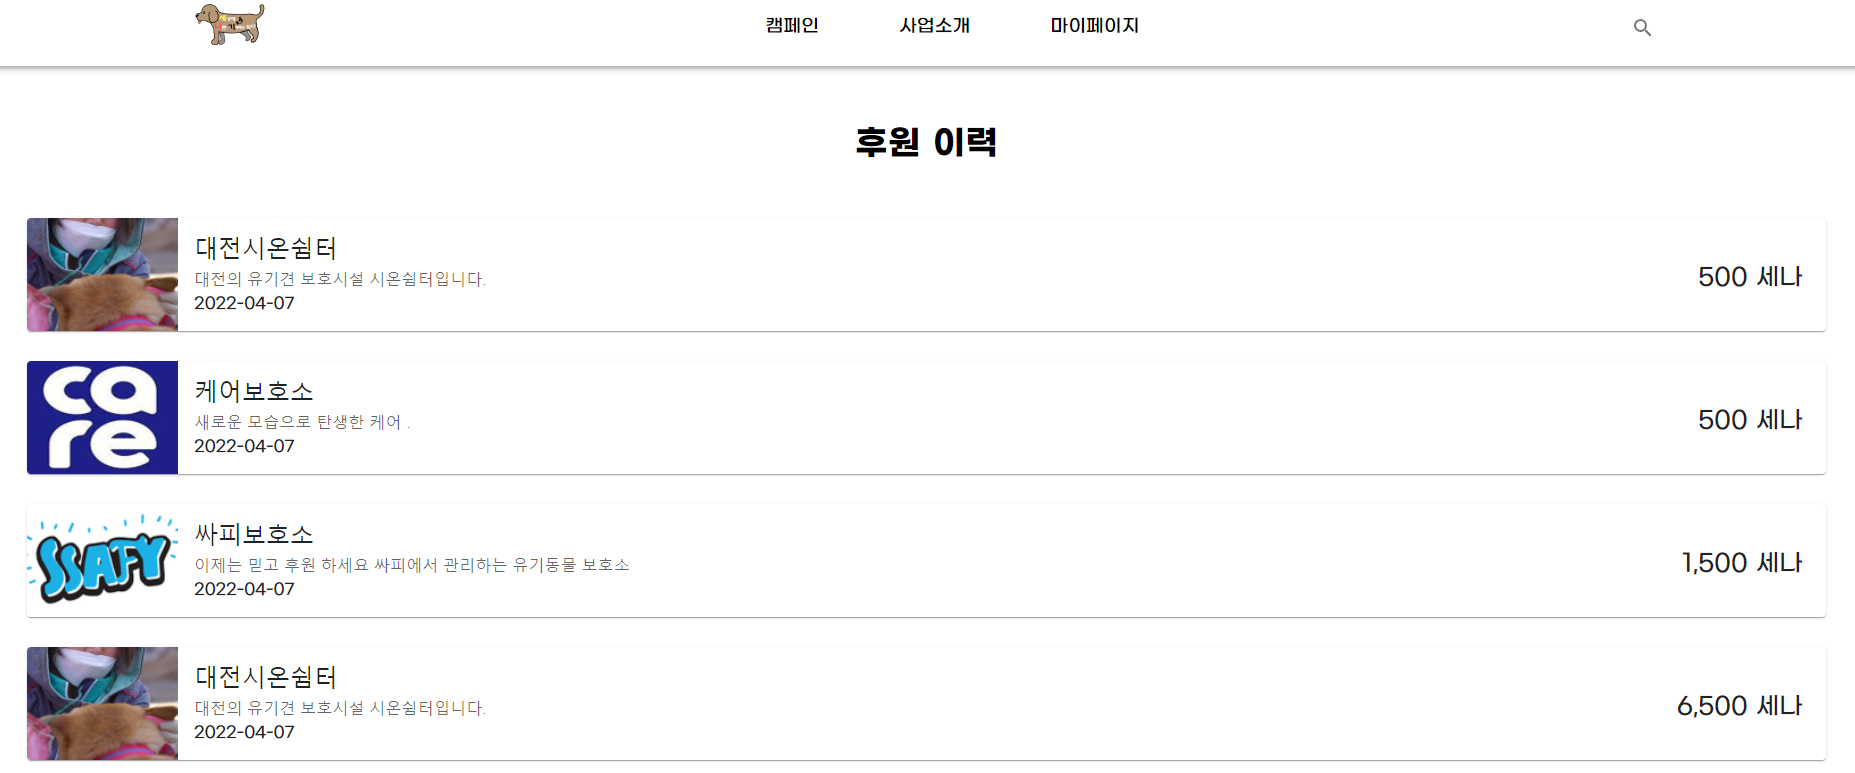 캠페인
사업소개
마이페이지
후원 이력
대전시온쉼터
대전의 유기견 보호시설 시온쉼터입니다.
2022-04-07
500 세나
care
케어보호소
새로운 모습으로 탄생한 케어 .
2022-04-07
500 세나
SSAFY
싸피보호소
이제는 믿고 후원 하세요 싸피에서 관리하는 유기동물 보호소
2022-04-07
1,500 세나
대전시온쉼터
대전의 유기견 보호시설 시온쉼터입니다.
2022-04-07
6,500 세나